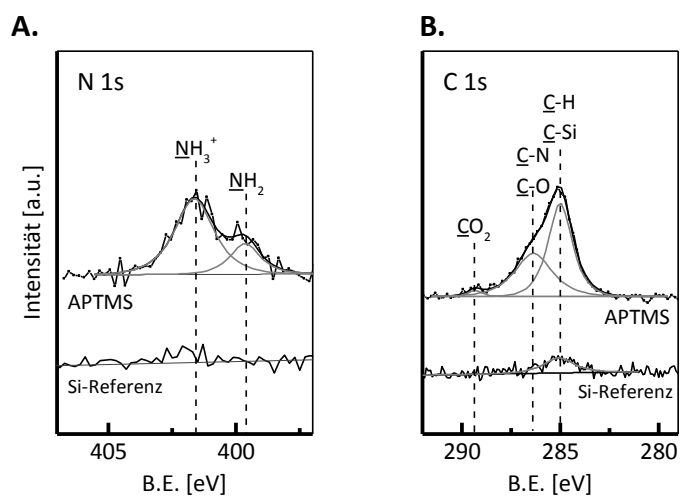 A.
N 1s
NH₃⁺
NH₂
APTMS
Si-Referenz
405
400
B.E. [eV]
Intensität [a.u.]
B.
C 1s
C-H
C-Si
C-N
C-O
CO₂
APTMS
Si-Referenz
290
285
280
B.E. [eV]